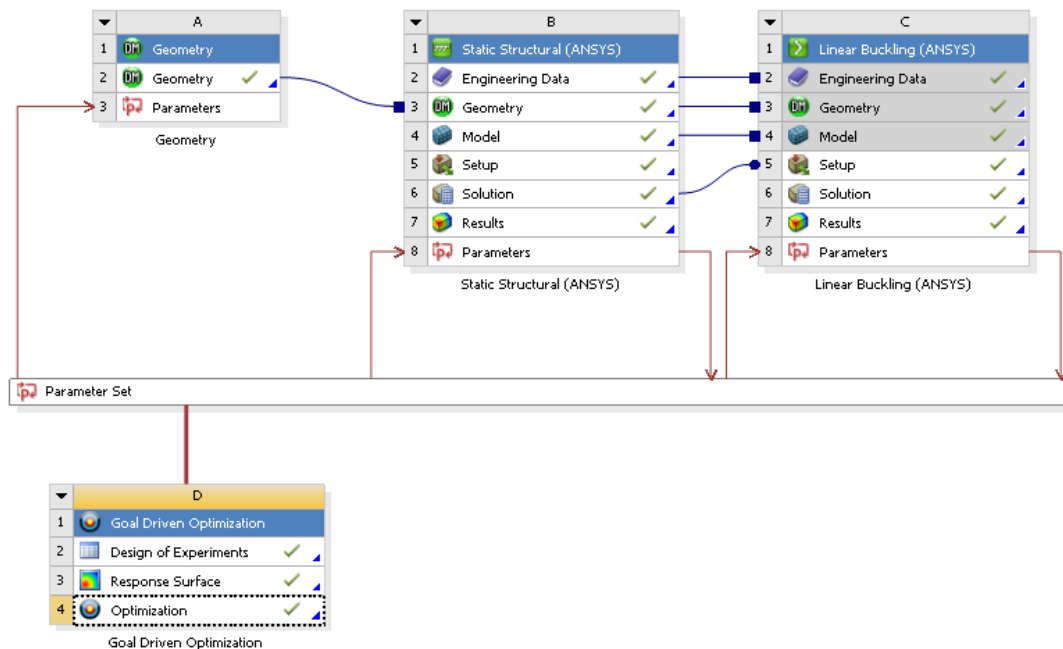 A
1 Geometry
2 Geometry
3 Parameters
Geometry
B
1 Static Structural (ANSYS)
2 Engineering Data
3 Geometry
4 Model
5 Setup
6 Solution
7 Results
8 Parameters
Static Structural (ANSYS)
C
1 Linear Buckling (ANSYS)
2 Engineering Data
3 Geometry
4 Model
5 Setup
6 Solution
7 Results
8 Parameters
Linear Buckling (ANSYS)
Parameter Set
D
1 Goal Driven Optimization
2 Design of Experiments
3 Response Surface
4 Optimization
Goal Driven Optimization